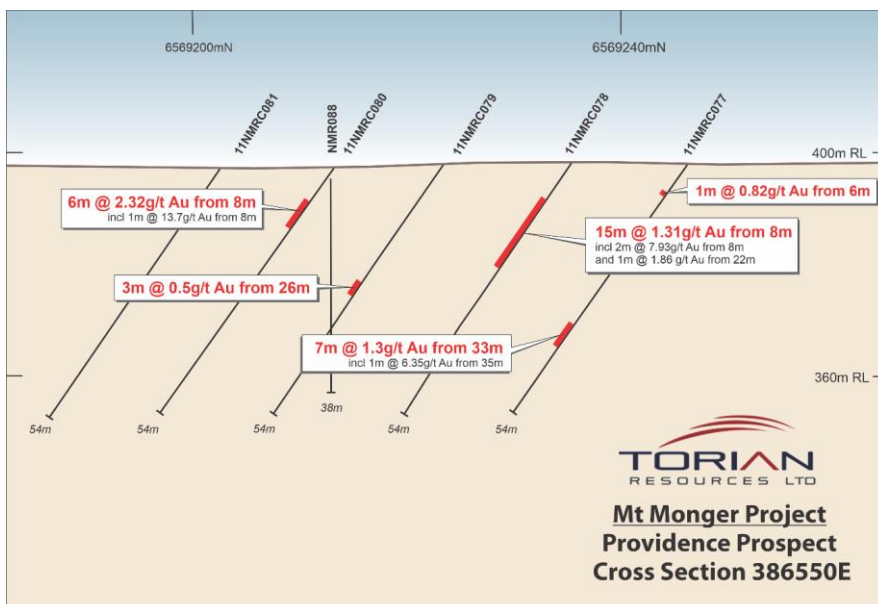 6569200mN
6569240mN
11NMRC081
NMR088
11NMRC080
11NMRC079
11NMRC078
11NMRC077
400m RL
6m @ 2.32g/t Au from 8m
incl 1m @ 13.7g/t Au from 8m
1m @ 0.82g/t Au from 6m
15m @ 1.31g/t Au from 8m
incl 2m @ 7.93g/t Au from 8m
and 1m @ 1.86 g/t Au from 22m
3m @ 0.5g/t Au from 26m
7m @ 1.3g/t Au from 33m
incl 1m @ 6.35g/t Au from 35m
360m RL
38m
54m
54m
54m
54m
54m
TORIAN
RESOURCES LTD
Mt Monger Project
Providence Prospect
Cross Section 386550E